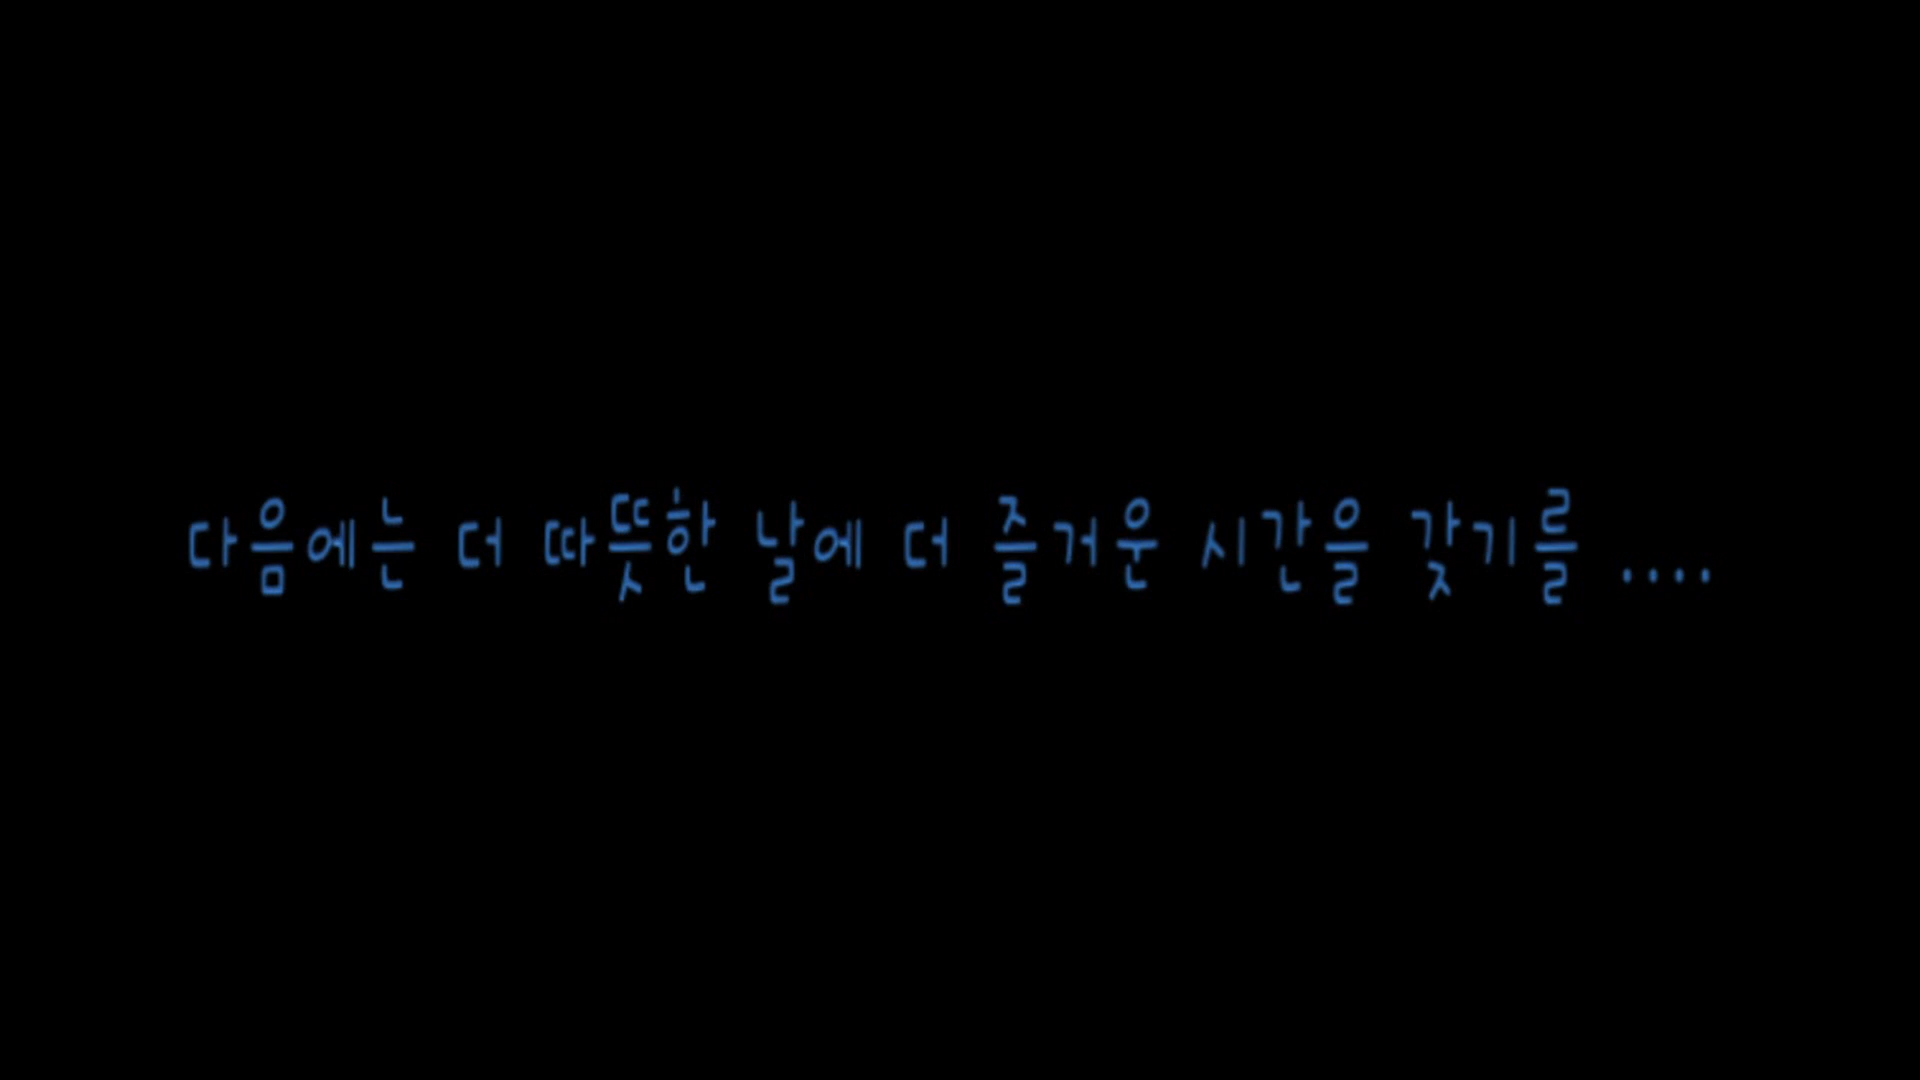 다음에는 더 따뜻한 날에 더 즐거운 시간을 갖기를 ....